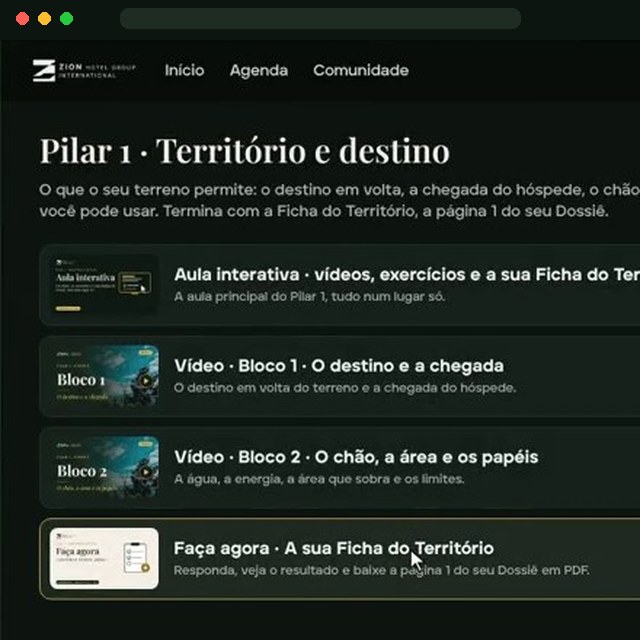 ZION HOTEL GROUP
INTERNATIONAL
Início Agenda Comunidade
Pilar 1 · Território e destino
O que o seu terreno permite: o destino em volta, a chegada do hóspede, o chão
você pode usar. Termina com a Ficha do Território, a página 1 do seu Dossiê.
Aula interativa
Aula interativa · vídeos, exercícios e a sua Ficha do Ter
A aula principal do Pilar 1, tudo num lugar só.
Bloco 1
O destino e a chegada
Vídeo · Bloco 1 · O destino e a chegada
O destino em volta do terreno e a chegada do hóspede.
Bloco 2
O chão, a área e os papéis
Vídeo · Bloco 2 · O chão, a área e os papéis
A água, a energia, a área que sobra e os limites.
Faça agora
Faça agora · A sua Ficha do Território
Responda, veja o resultado e baixe a página 1 do seu Dossiê em PDF.